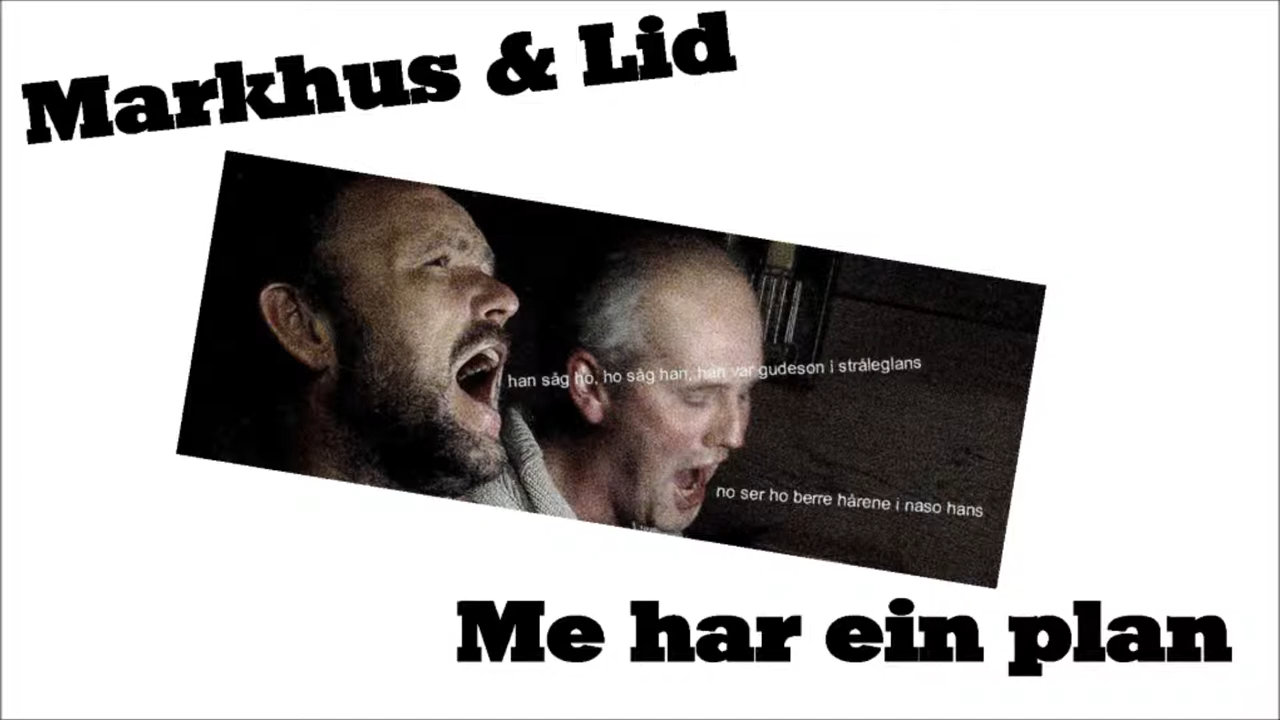 Markhus & Lid
han såg ho, ho såg han, han var gudeson i stråleglans
no ser ho berre hårene i naso hans
Me har ein plan